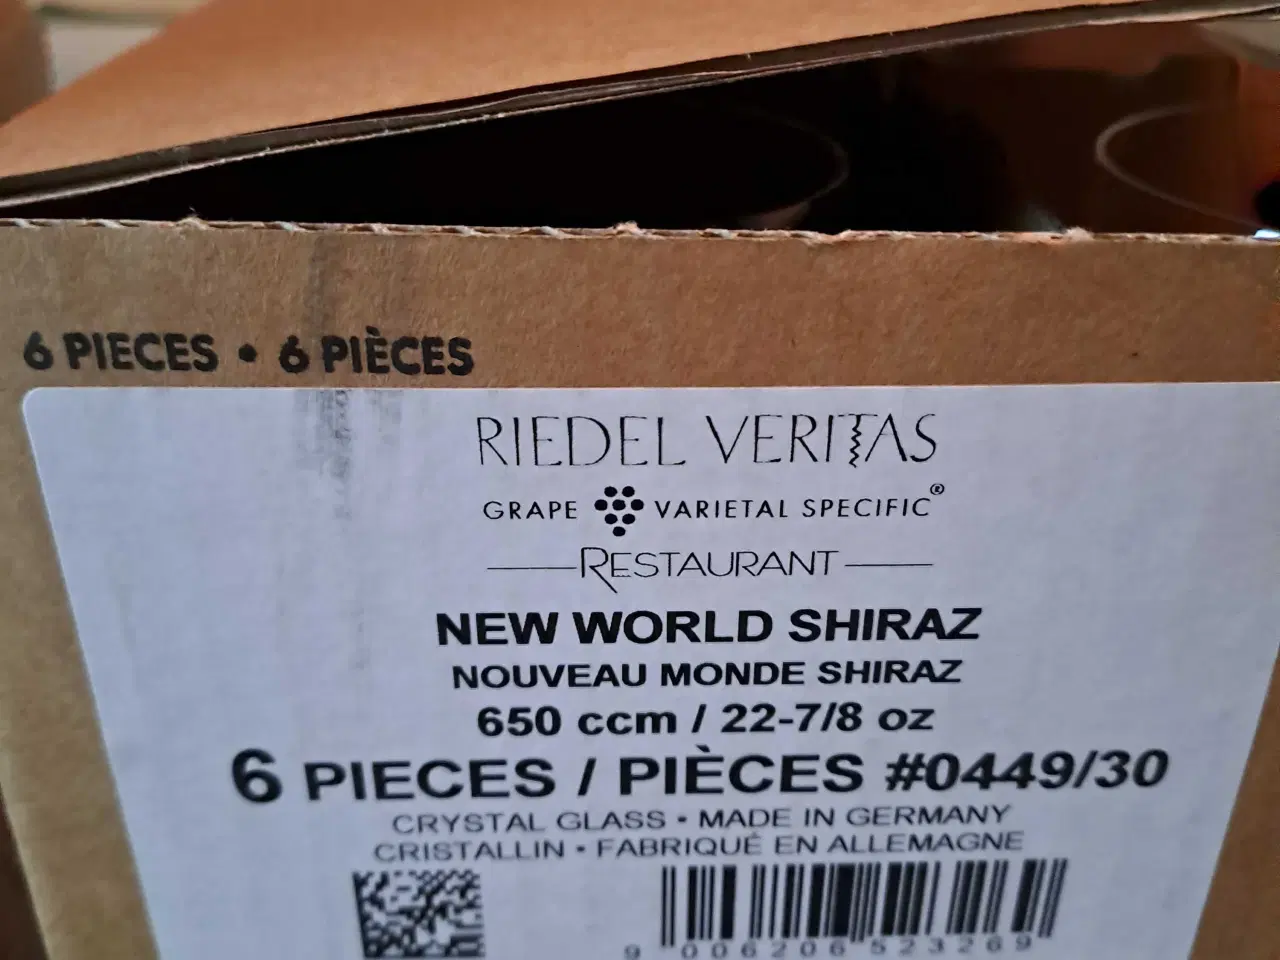 6 PIECES • 6 PIÈCES
RIEDEL VERITAS
GRAPE VARIETAL SPECIFIC®
RESTAURANT
NEW WORLD SHIRAZ
NOUVEAU MONDE SHIRAZ
650 ccm / 22-7/8 oz
6 PIECES / PIÈCES #0449/30
CRYSTAL GLASS • MADE IN GERMANY
CRISTALLIN • FABRIQUÉ EN ALLEMAGNE
9 006206 523269